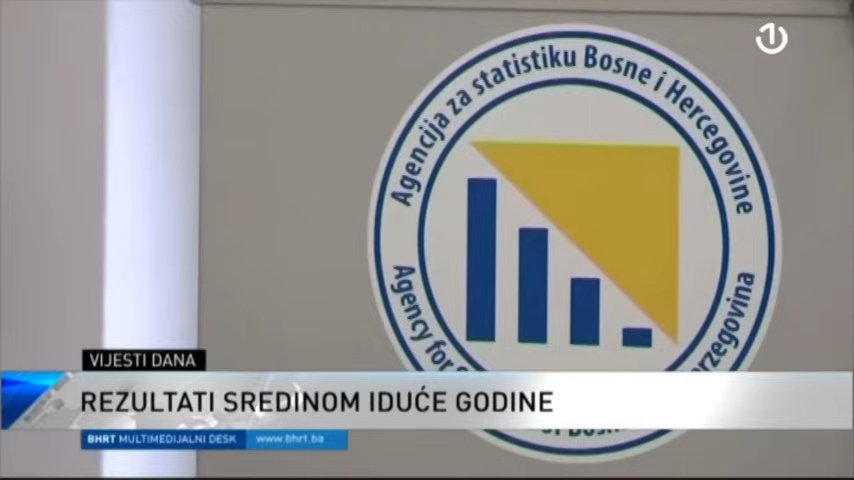 Agencija za statistiku Bosne i Hercegovine
Agency for
VIJESTI DANA
REZULTATI SREDINOM IDUĆE GODINE
BHRT MULTIMEDIJALNI DESK www.bhrt.ba